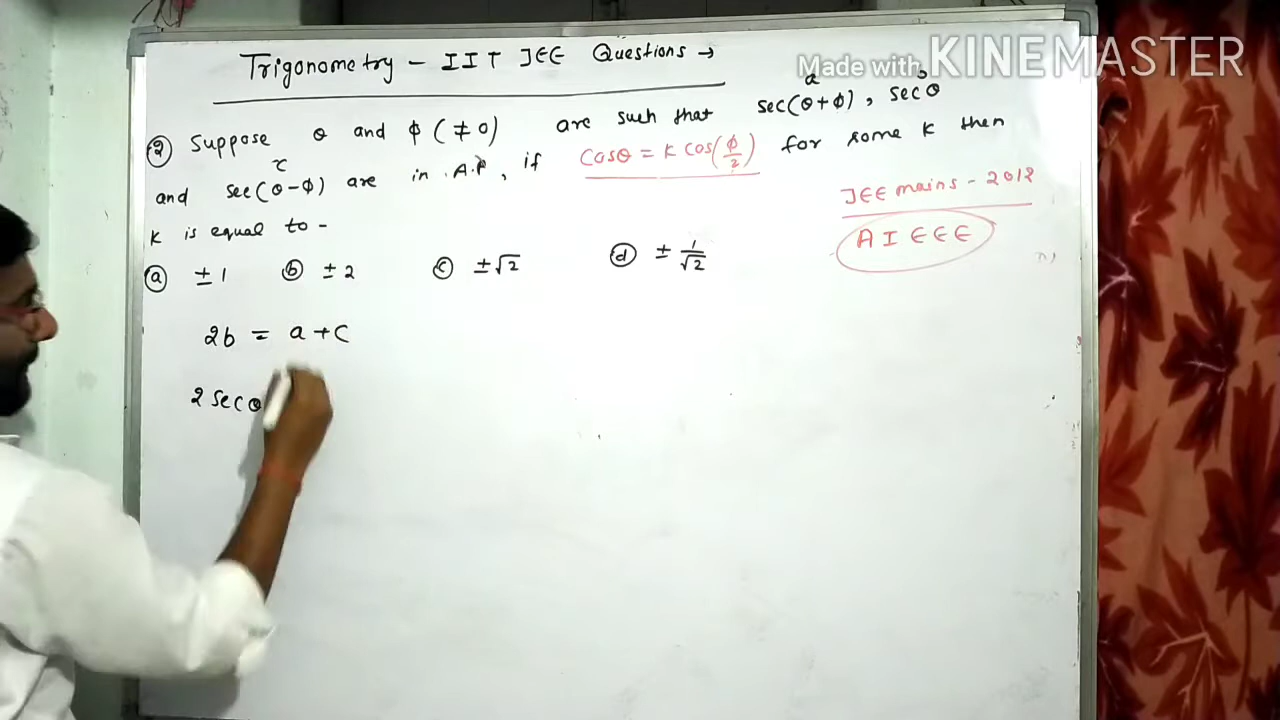 Made with KINEMASTER
Trigonometry - IIT JEE Questions →
a b
② Suppose θ and ϕ (≠0) are such that sec(θ+ϕ), secθ
c
and sec(θ-ϕ) are in A.P, if Cosθ = K cos(ϕ/2) for some K then
K is equal to -
JEE mains - 2012
AIEEE
ⓐ ±1 ⓑ ±2 ⓒ ±√2 ⓓ ± 1/√2
2b = a+c
2 secθ